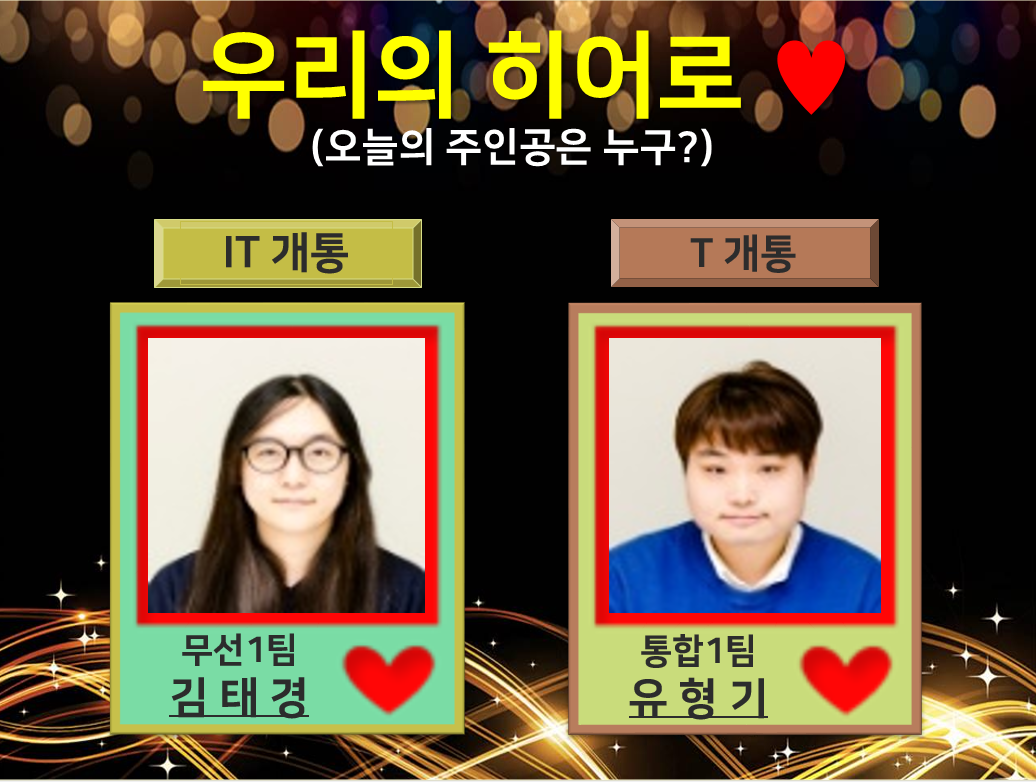 우리의 히어로
(오늘의 주인공은 누구?)
IT 개통
T 개통
무선1팀
김 태 경
통합1팀
유 형 기